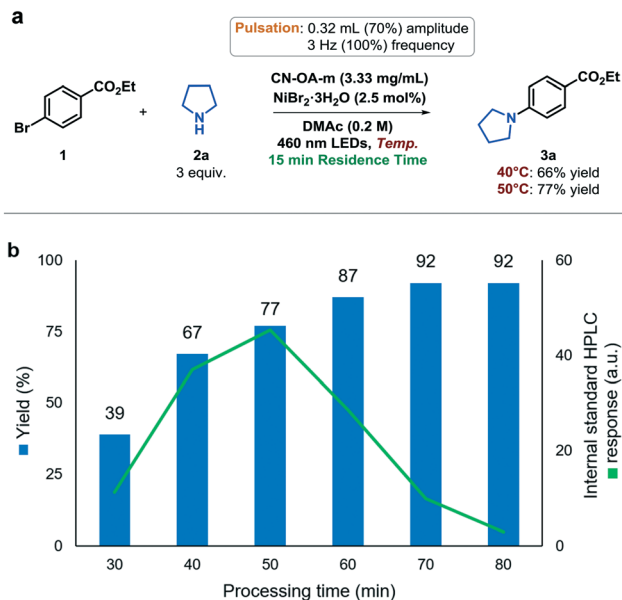 a
Pulsation: 0.32 mL (70%) amplitude
3 Hz (100%) frequency
CO₂Et
Br
1
+
N
H
2a
3 equiv.
CN-OA-m (3.33 mg/mL)
NiBr₂·3H₂O (2.5 mol%)
DMAc (0.2 M)
460 nm LEDs, Temp.
15 min Residence Time
CO₂Et
N
3a
40°C: 66% yield
50°C: 77% yield
b
Yield (%)
100
75
50
25
0
39
67
77
87
92
92
60
40
20
0
Internal standard HPLC
response (a.u.)
30
40
50
60
70
80
Processing time (min)